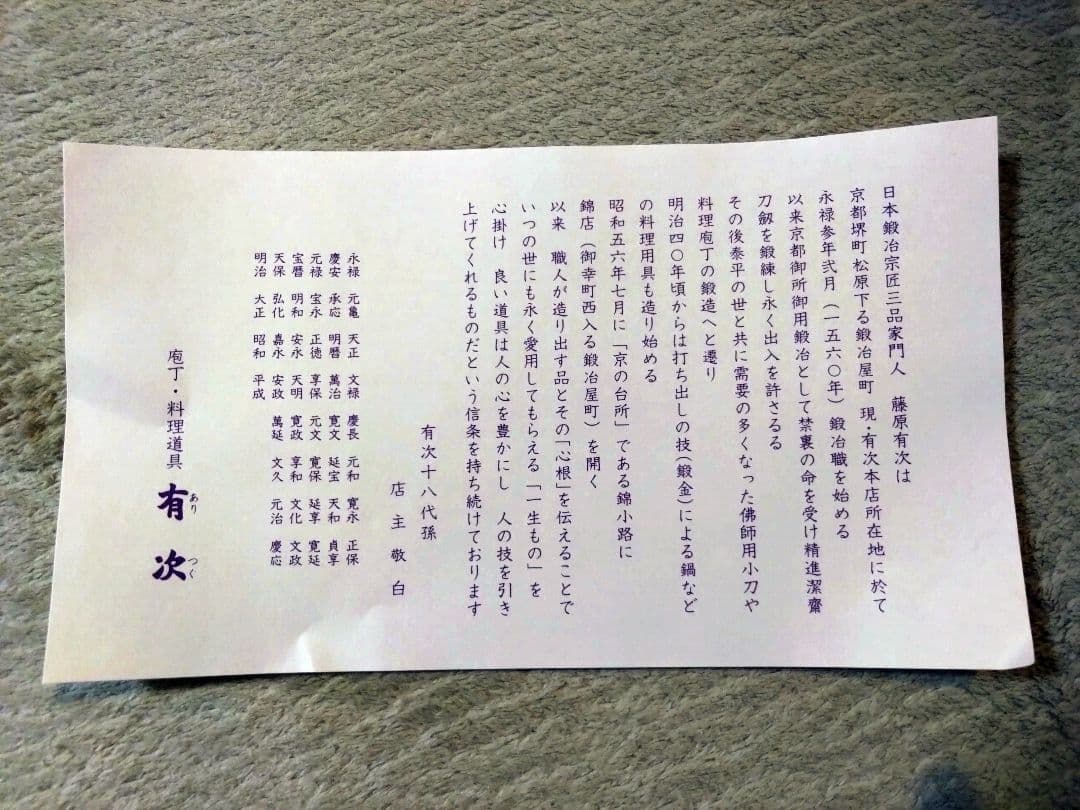 日本鍛冶宗匠三品家門人　藤原有次は
京都堺町松原下る鍛冶屋町　現・有次本店所在地に於て
永禄参年弐月（一五六〇年）鍛冶職を始める
以来京都御所御用鍛冶として禁裏の命を受け精進潔齋
刀劔を鍛練し永く出入を許さるる
その後泰平の世と共に需要の多くなった佛師用小刀や
料理庖丁の鍛造へと遷り
明治四〇年頃からは打ち出しの技（鍛金）による鍋など
の料理用具も造り始める
昭和五六年七月に「京の台所」である錦小路に
錦店（御幸町西入る鍛冶屋町）を開く
以来　職人が造り出す品とその「心根」を伝えることで
いつの世にも永く愛用してもらえる「一生もの」を
心掛け　良い道具は人の心を豊かにし　人の技を引き
上げてくれるものだという信条を持ち続けております
有次十八代孫
店主敬白
永禄　元亀　天正　文禄　慶長　元和　寛永　正保
慶安　承応　明暦　萬治　寛文　延宝　天和　貞享
元禄　宝永　正徳　享保　元文　寛保　延享　寛延
宝暦　明和　安永　天明　寛政　享和　文化　文政
天保　弘化　嘉永　安政　萬延　文久　元治　慶応
明治　大正　昭和　平成
庖丁・料理道具　有次
あり　つぐ